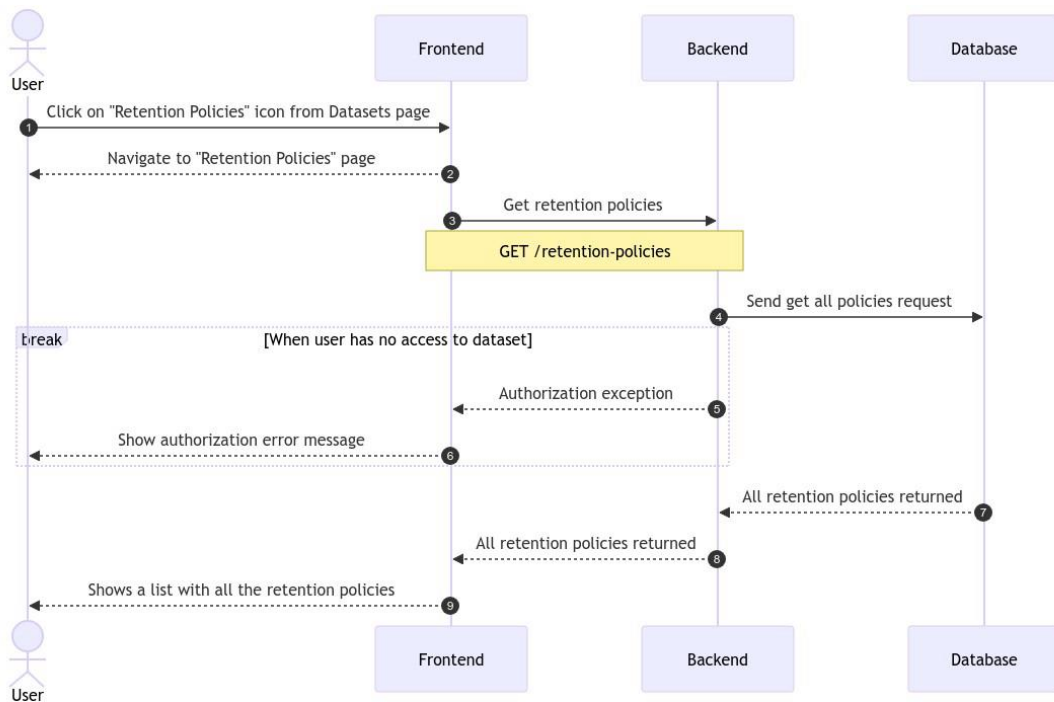 User
Frontend
Backend
Database
Click on "Retention Policies" icon from Datasets page
1
Navigate to "Retention Policies" page
2
Get retention policies
3
GET /retention-policies
Send get all policies request
4
break
[When user has no access to dataset]
Authorization exception
5
Show authorization error message
6
All retention policies returned
7
All retention policies returned
8
Shows a list with all the retention policies
9
User
Frontend
Backend
Database